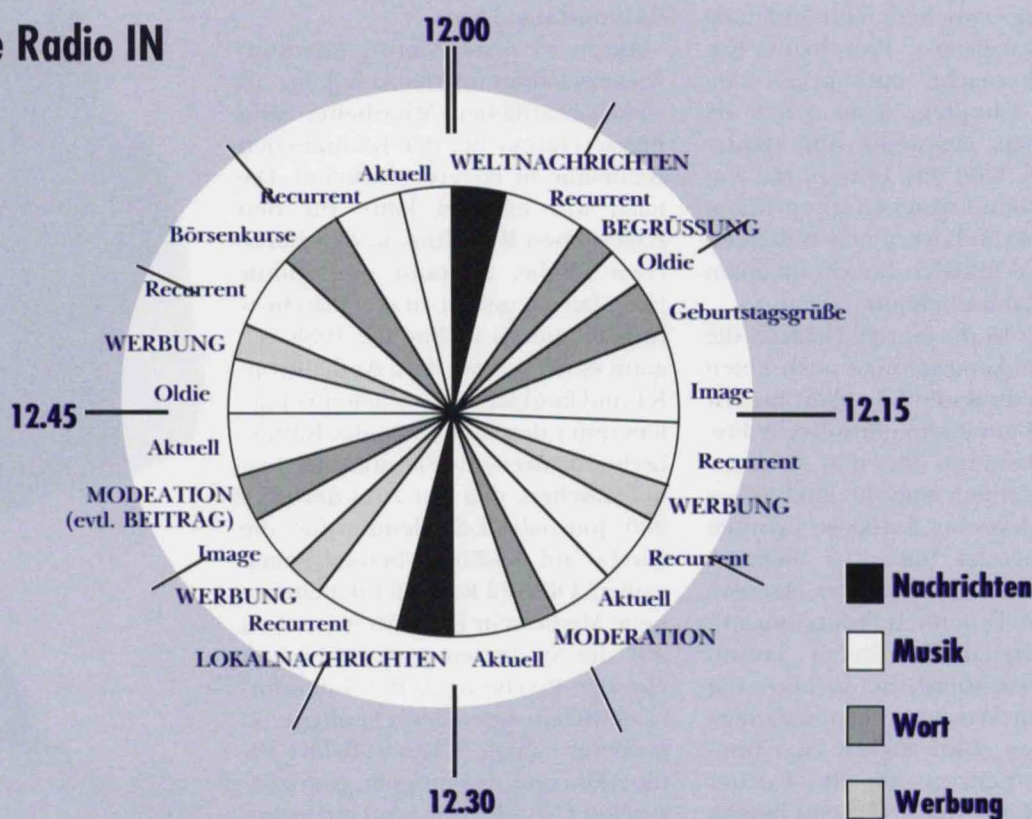 e Radio IN
12.00
WELTNACHRICHTEN
Recurrent
BEGRÜSSUNG
Oldie
Geburtstagsgrüße
Image
12.15
Recurrent
WERBUNG
Recurrent
Aktuell
MODERATION
Aktuell
12.30
LOKALNACHRICHTEN
Recurrent
WERBUNG
Image
MODEATION
(evtl. BEITRAG)
Aktuell
12.45
Oldie
WERBUNG
Recurrent
Börsenkurse
Recurrent
Aktuell
Nachrichten
Musik
Wort
Werbung